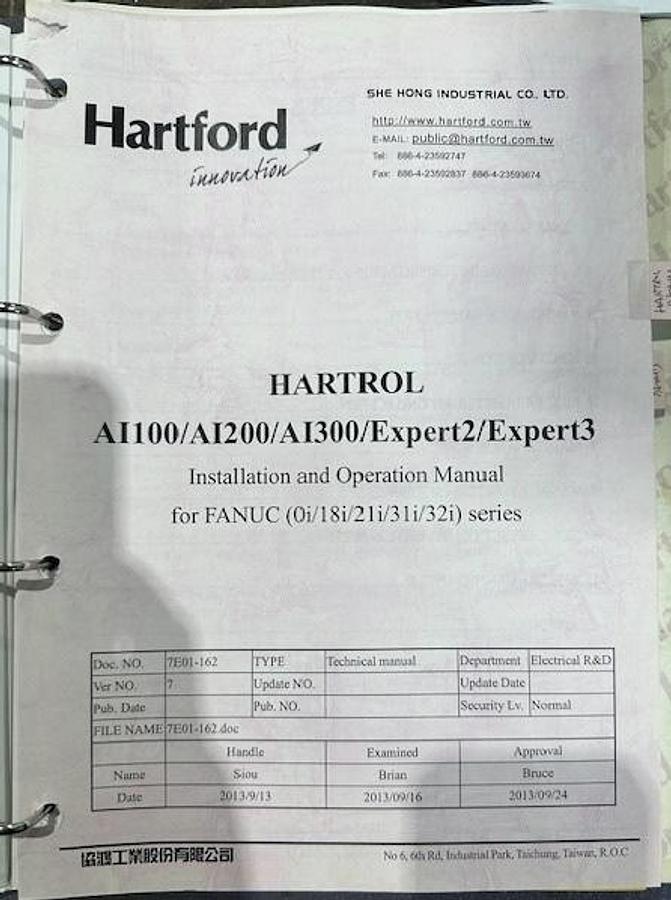 SHE HONG INDUSTRIAL CO., LTD.
Hartford
innovation
http://www.hartford.com.tw
E-MAIL: public@hartford.com.tw
Tel: 886-4-23592747
Fax: 886-4-23592837 886-4-23593674
HARTROL
AI100/AI200/AI300/Expert2/Expert3
Installation and Operation Manual
for FANUC (0i/18i/21i/31i/32i) series
Doc. NO. 7E01-162 TYPE Technical manual Department Electrical R&D
Ver NO. 7 Update NO. Update Date
Pub. Date Pub. NO. Security Lv. Normal
FILE NAME:7E01-162.doc
Handle Examined Approval
Name Siou Brian Bruce
Date 2013/9/13 2013/09/16 2013/09/24
協鴻工業股份有限公司 No 6, 6th Rd, Industrial Park, Taichung, Taiwan, R.O.C